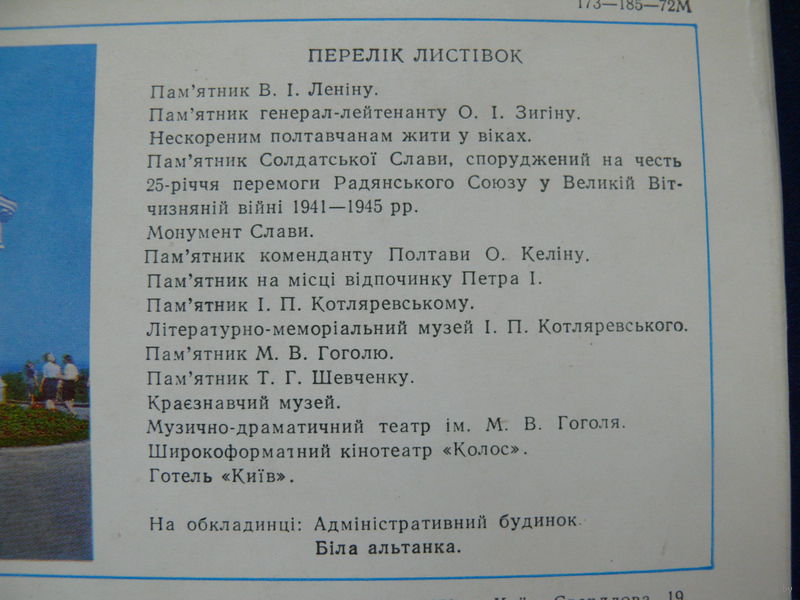 173—185—72М
ПЕРЕЛІК ЛИСТІВОК
Пам'ятник В. І. Леніну.
Пам'ятник генерал-лейтенанту О. І. Зигіну.
Нескореним полтавчанам жити у віках.
Пам'ятник Солдатської Слави, споруджений на честь
25-річчя перемоги Радянського Союзу у Великій Віт-
чизняній війні 1941—1945 рр.
Монумент Слави.
Пам'ятник коменданту Полтави О. Келіну.
Пам'ятник на місці відпочинку Петра І.
Пам'ятник І. П. Котляревському.
Літературно-меморіальний музей І. П. Котляревського.
Пам'ятник М. В. Гоголю.
Пам'ятник Т. Г. Шевченку.
Краєзнавчий музей.
Музично-драматичний театр ім. М. В. Гоголя.
Широкоформатний кінотеатр «Колос».
Готель «Київ».
На обкладинці: Адміністративний будинок.
Біла альтанка.
19